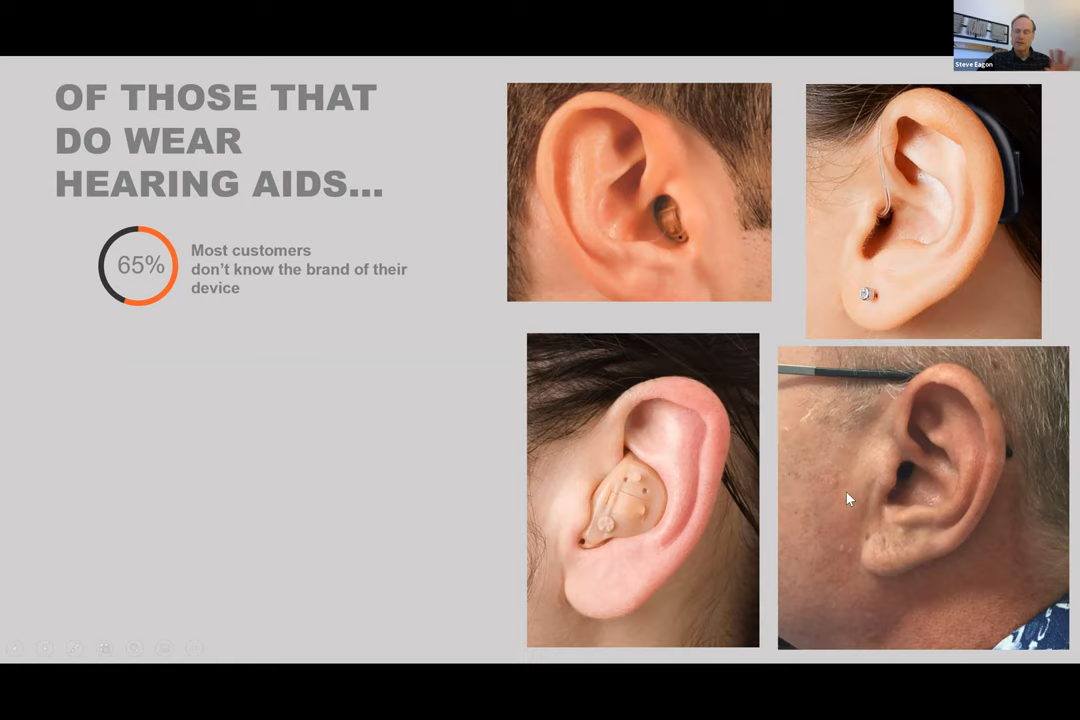 Steve Eagon
OF THOSE THAT
DO WEAR
HEARING AIDS...
65%
Most customers
don't know the brand of their
device